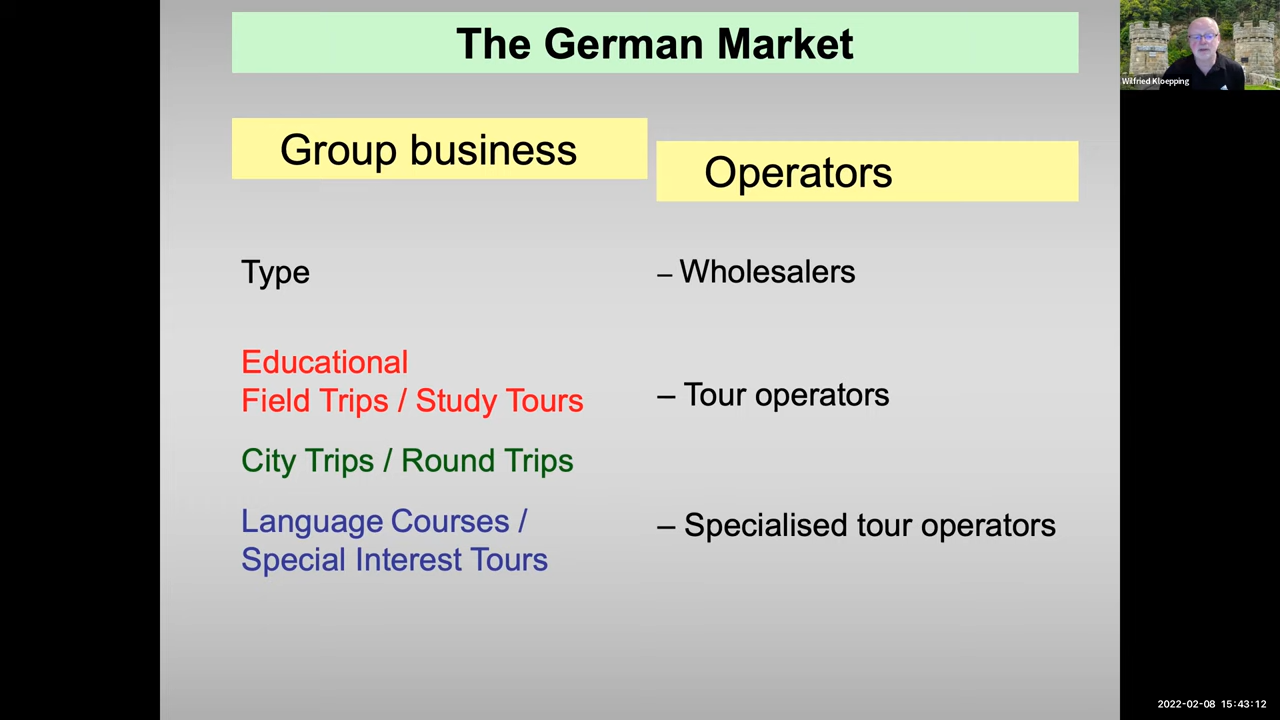 The German Market
Group business
Operators
Type
Educational
Field Trips / Study Tours
City Trips / Round Trips
Language Courses /
Special Interest Tours
– Wholesalers
– Tour operators
– Specialised tour operators
Wilfried Kloepping
2022-02-08 15:43:12